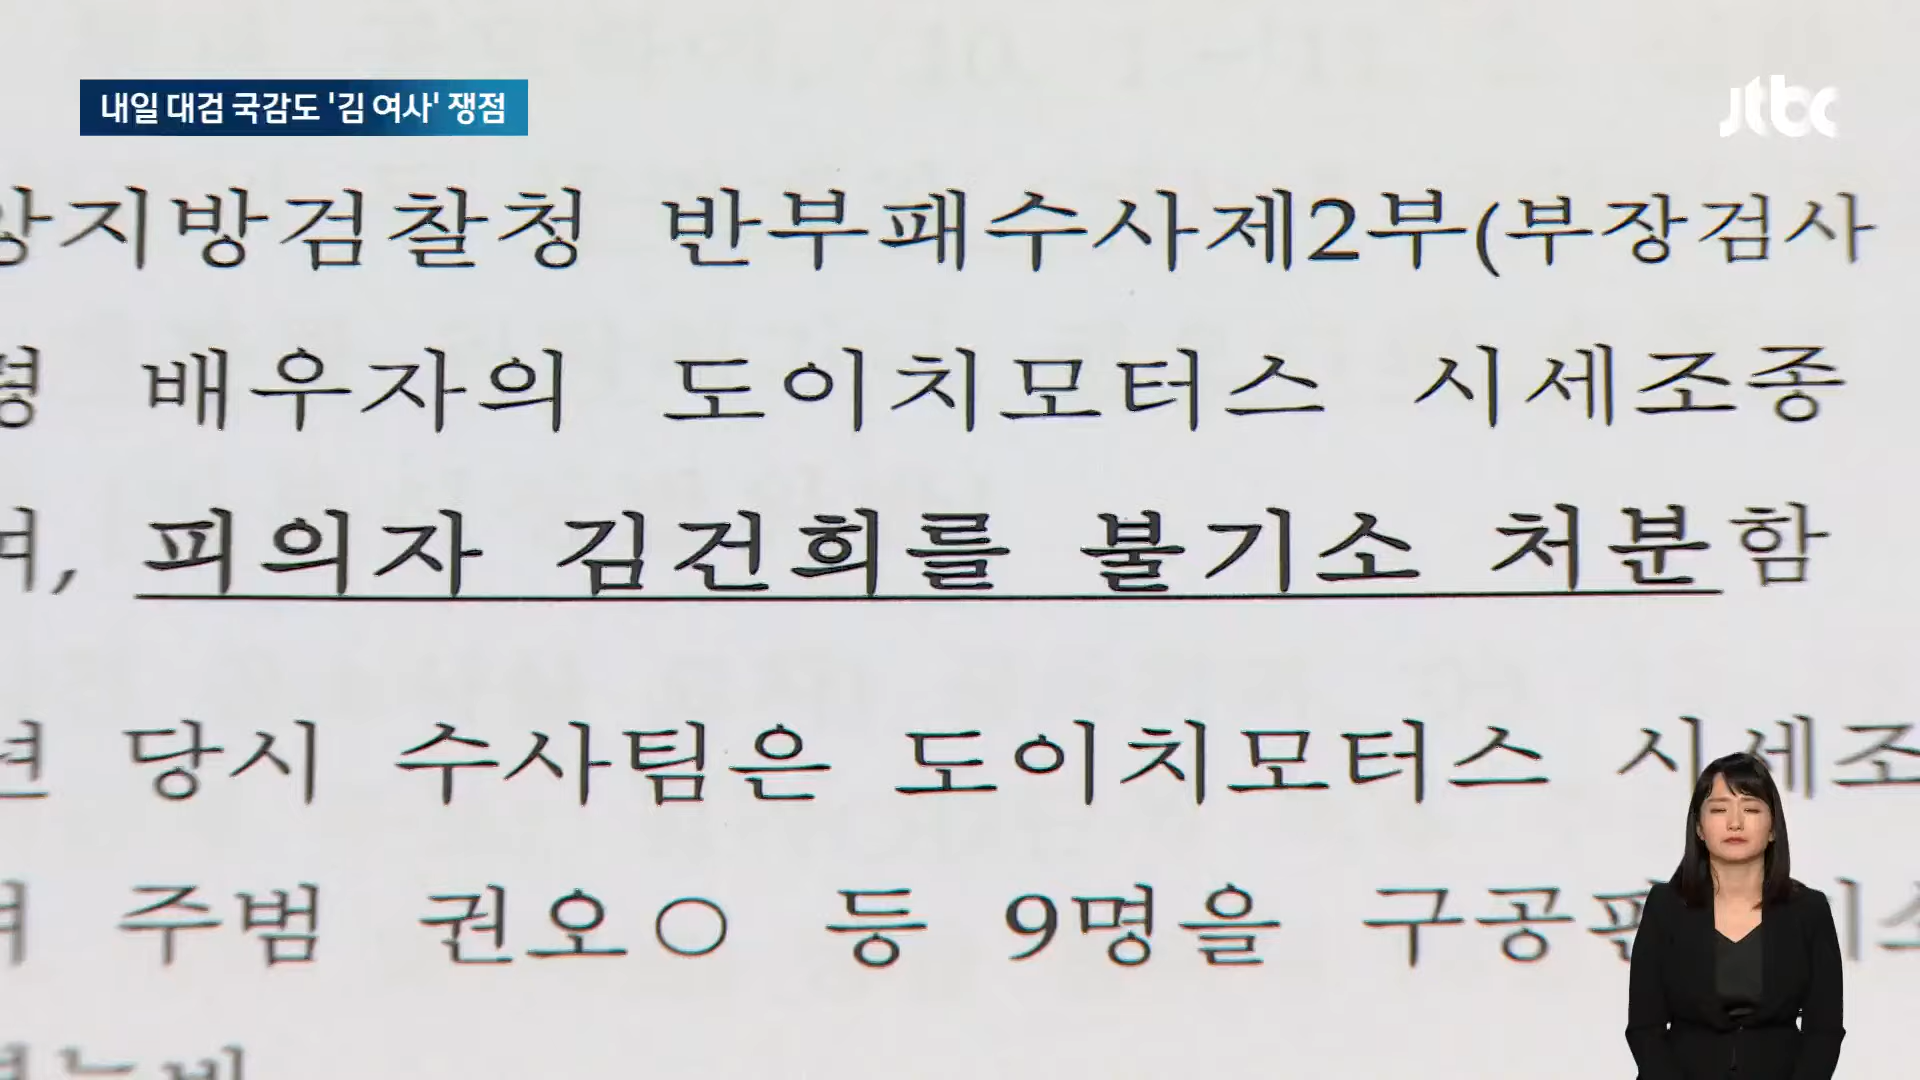 내일 대검 국감도 '김 여사' 쟁점
jtbc
지방검찰청 반부패수사제2부(부장검사
배우자의 도이치모터스 시세조종
피의자 김건희를 불기소 처분함
당시 수사팀은 도이치모터스 시세조
주범 권오○ 등 9명을 구공판